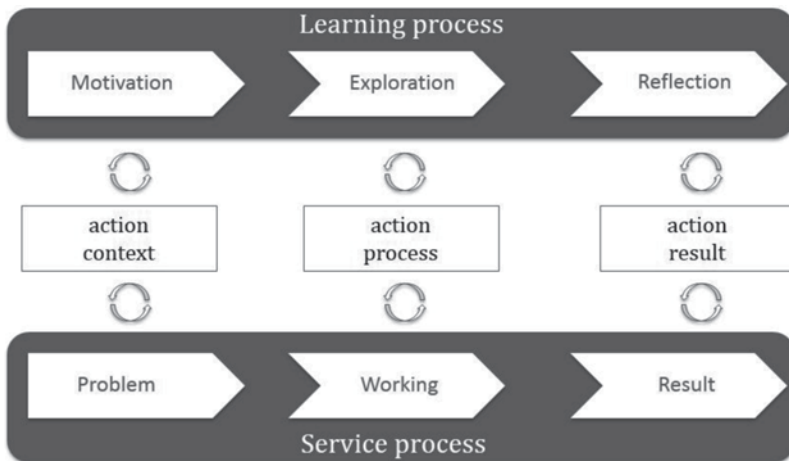 Learning process
Motivation
Exploration
Reflection
action
context
action
process
action
result
Problem
Working
Result
Service process